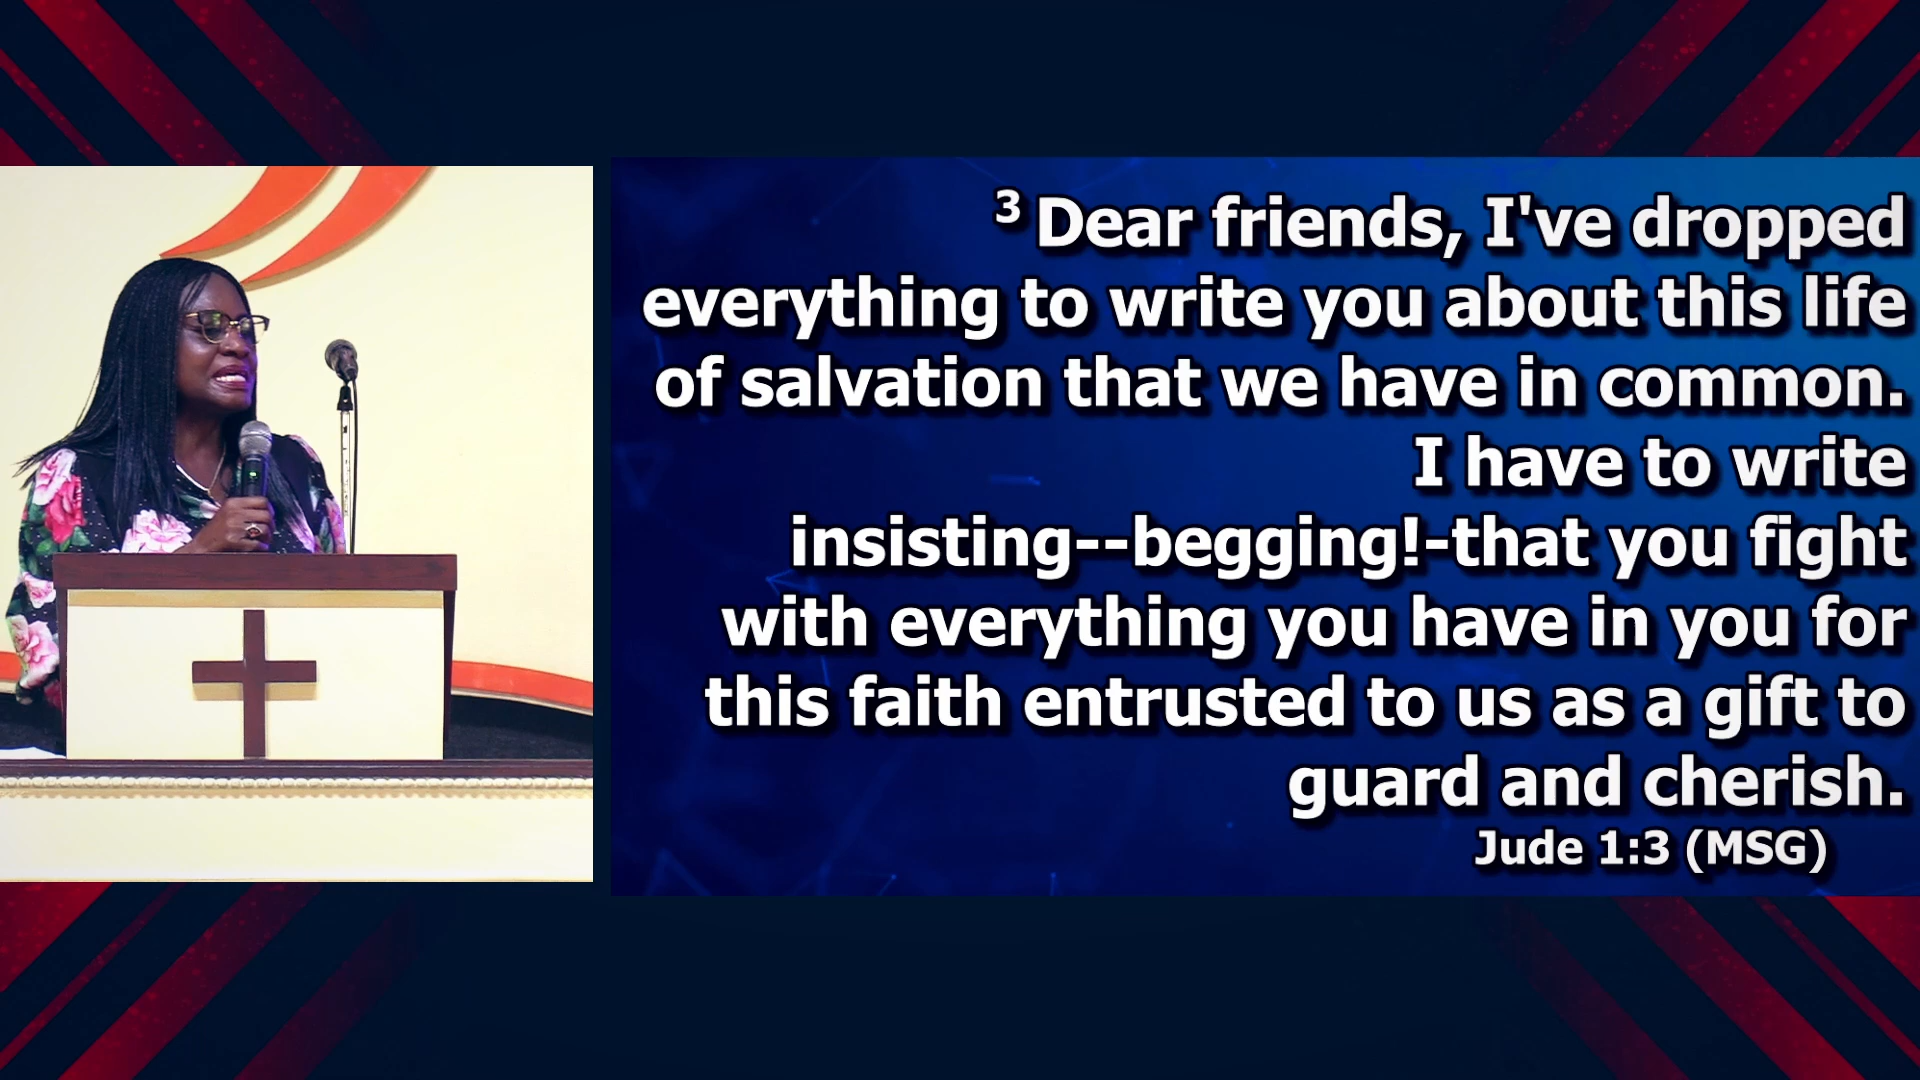 3 Dear friends, I've dropped
everything to write you about this life
of salvation that we have in common.
I have to write
insisting--begging!-that you fight
with everything you have in you for
this faith entrusted to us as a gift to
guard and cherish.
Jude 1:3 (MSG)